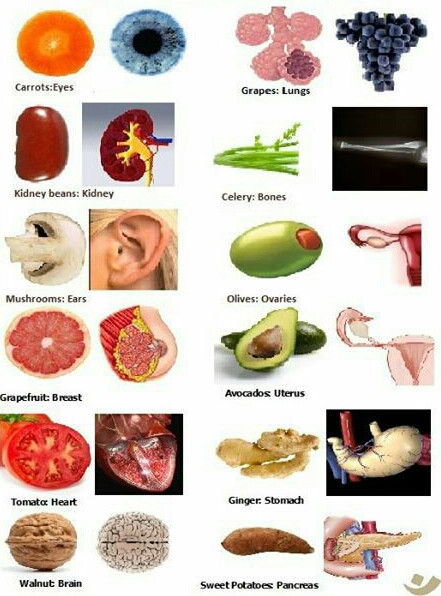 Carrots:Eyes
Grapes: Lungs
Kidney beans: Kidney
Celery: Bones
Mushrooms: Ears
Olives: Ovaries
Grapefruit: Breast
Avocados: Uterus
Tomato: Heart
Ginger: Stomach
Walnut: Brain
Sweet Potatoes: Pancreas